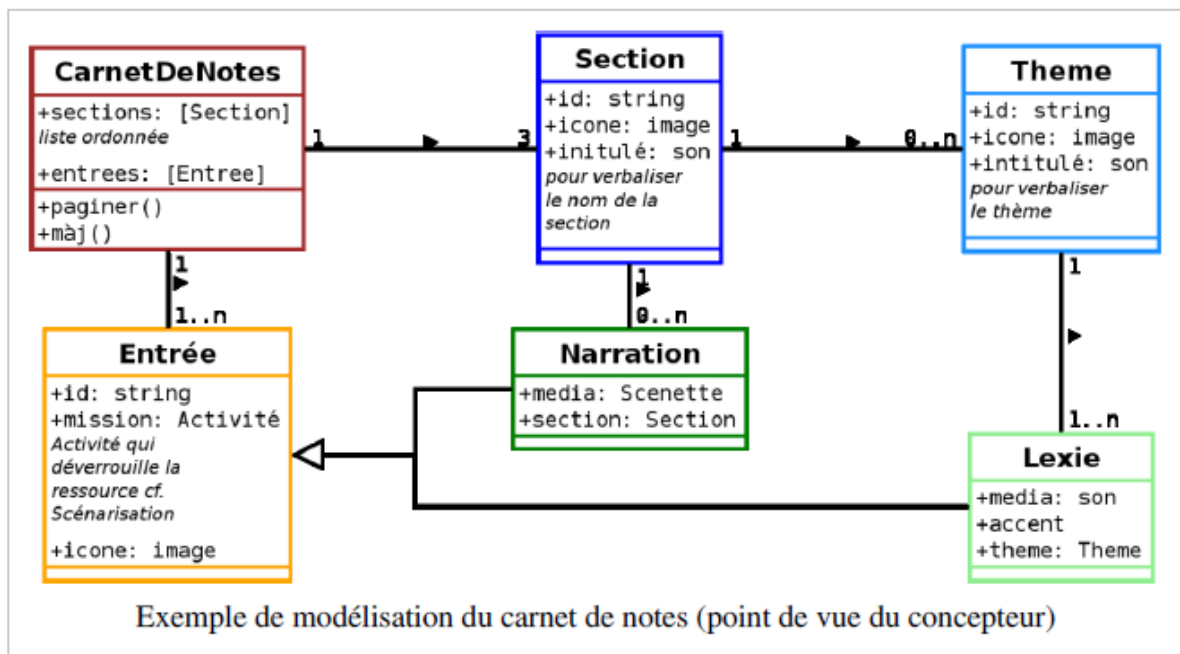 CarnetDeNotes
+sections: [Section]
liste ordonnée
+entrees: [Entree]
+paginer()
+màj()
1
3
Section
+id: string
+icone: image
+initulé: son
pour verbaliser
le nom de la
section
1
0..n
Theme
+id: string
+icone: image
+intitulé: son
pour verbaliser
le thème
1
1..n
1
0..n
1
1..n
Entrée
+id: string
+mission: Activité
Activité qui
déverrouille la
ressource cf.
Scénarisation
+icone: image
Narration
+media: Scenette
+section: Section
Lexie
+media: son
+accent
+theme: Theme
Exemple de modélisation du carnet de notes (point de vue du concepteur)